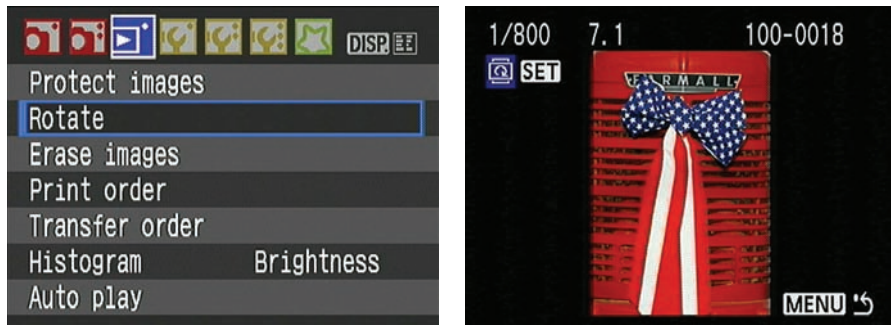 DISP.
Protect images
Rotate
Erase images
Print order
Transfer order
Histogram Brightness
Auto play
1/800 7.1 100-0018
SET
FARMALL
MENU